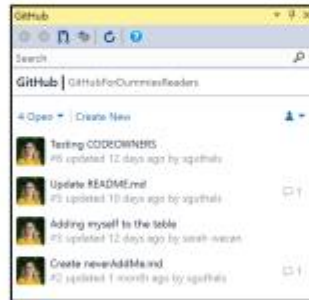 GitHub
Search
GitHub | GitHubForDummiesReaders
4 Open Create New
Testing CODEOWNERS
#6 updated 12 days ago by sguthals
Update README.md
#5 updated 10 days ago by sguthals
1
Adding myself to the table
#3 updated 12 days ago by sarah-wecan
Create neverAddMe.md
#2 updated 1 month ago by sguthals
1